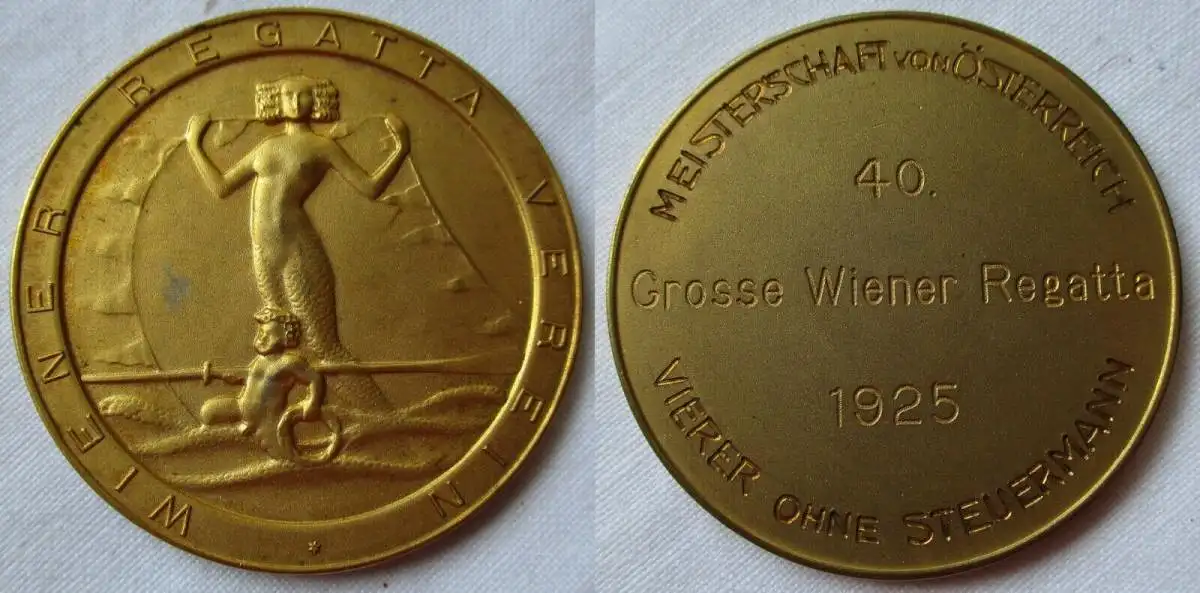 WIENER REGATTA VEREIN *
MEISTERSCHAFT VON ÖSTERREICH
40.
Grosse Wiener Regatta
1925
VIERER OHNE STEUERMANN